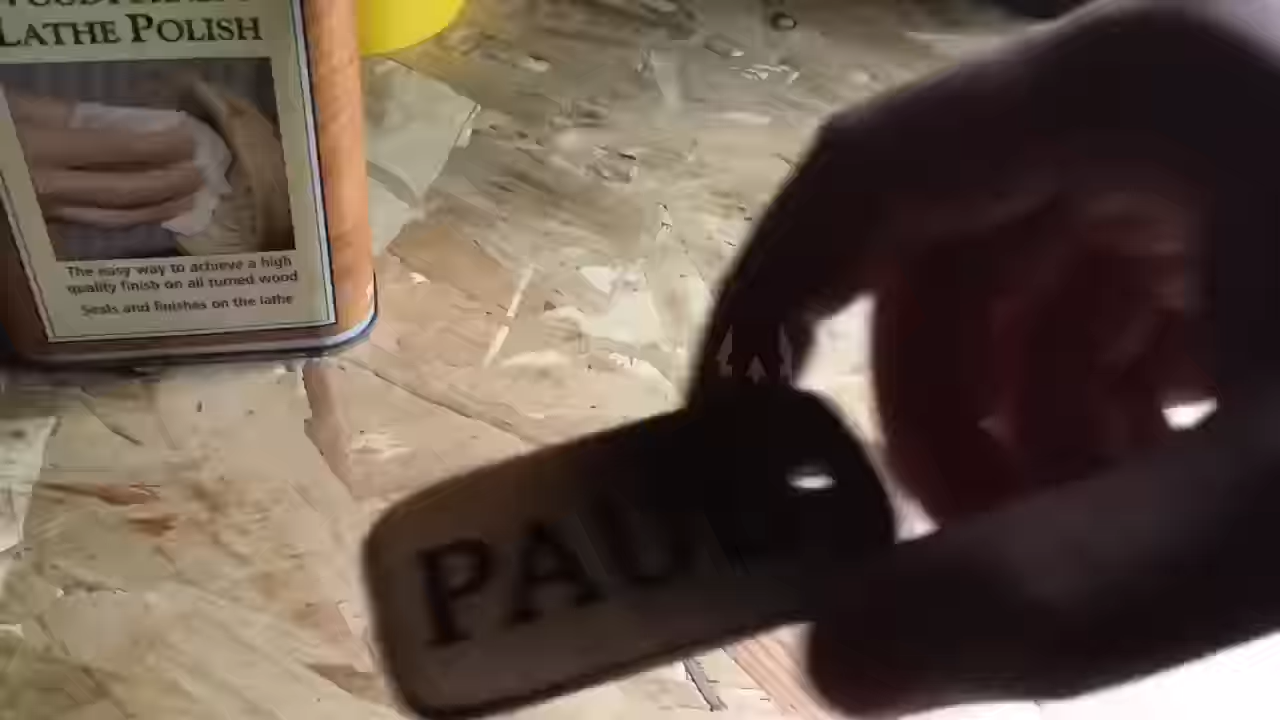 LATHE POLISH
The easy way to achieve a high
quality finish on all turned wood
Seals and finishes on the lathe
PAU